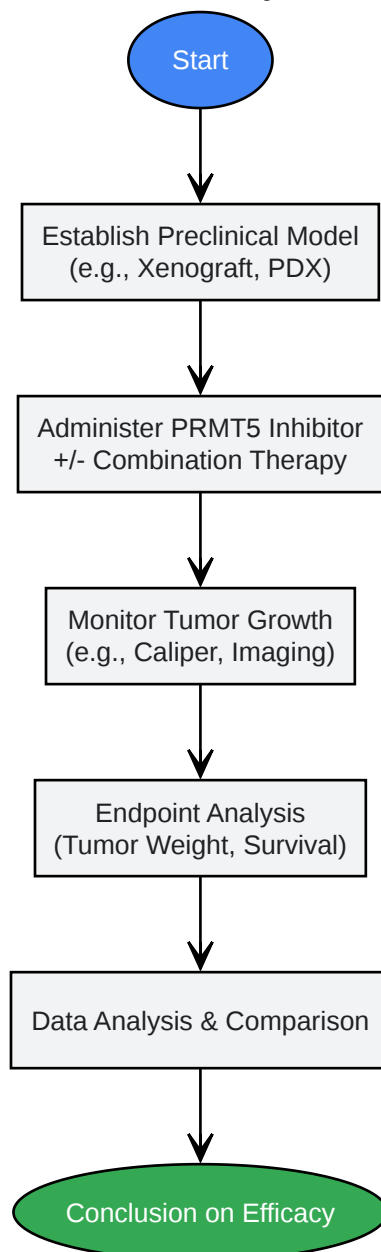 Start
Establish Preclinical Model
(e.g., Xenograft, PDX)
Administer PRMT5 Inhibitor
+/- Combination Therapy
Monitor Tumor Growth
(e.g., Caliper, Imaging)
Endpoint Analysis
(Tumor Weight, Survival)
Data Analysis & Comparison
Conclusion on Efficacy